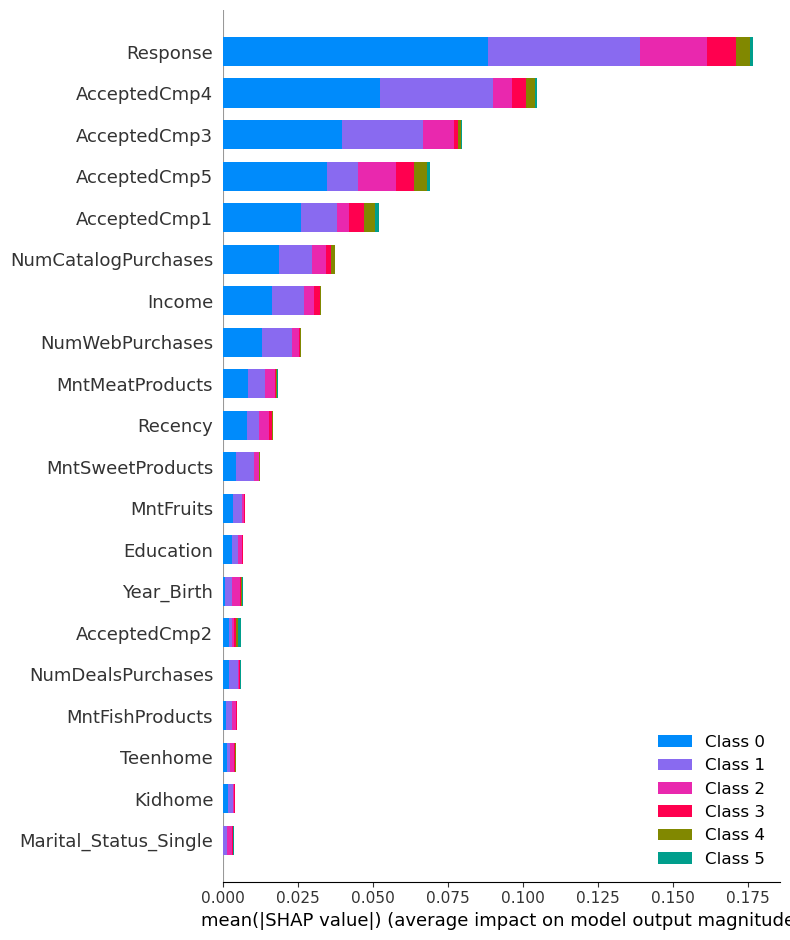 Response
AcceptedCmp4
AcceptedCmp3
AcceptedCmp5
AcceptedCmp1
NumCatalogPurchases
Income
NumWebPurchases
MntMeatProducts
Recency
MntSweetProducts
MntFruits
Education
Year_Birth
AcceptedCmp2
NumDealsPurchases
MntFishProducts
Teenhome
Kidhome
Marital_Status_Single
Class 0
Class 1
Class 2
Class 3
Class 4
Class 5
0.000 0.025 0.050 0.075 0.100 0.125 0.150 0.175
mean(|SHAP value|) (average impact on model output magnitude